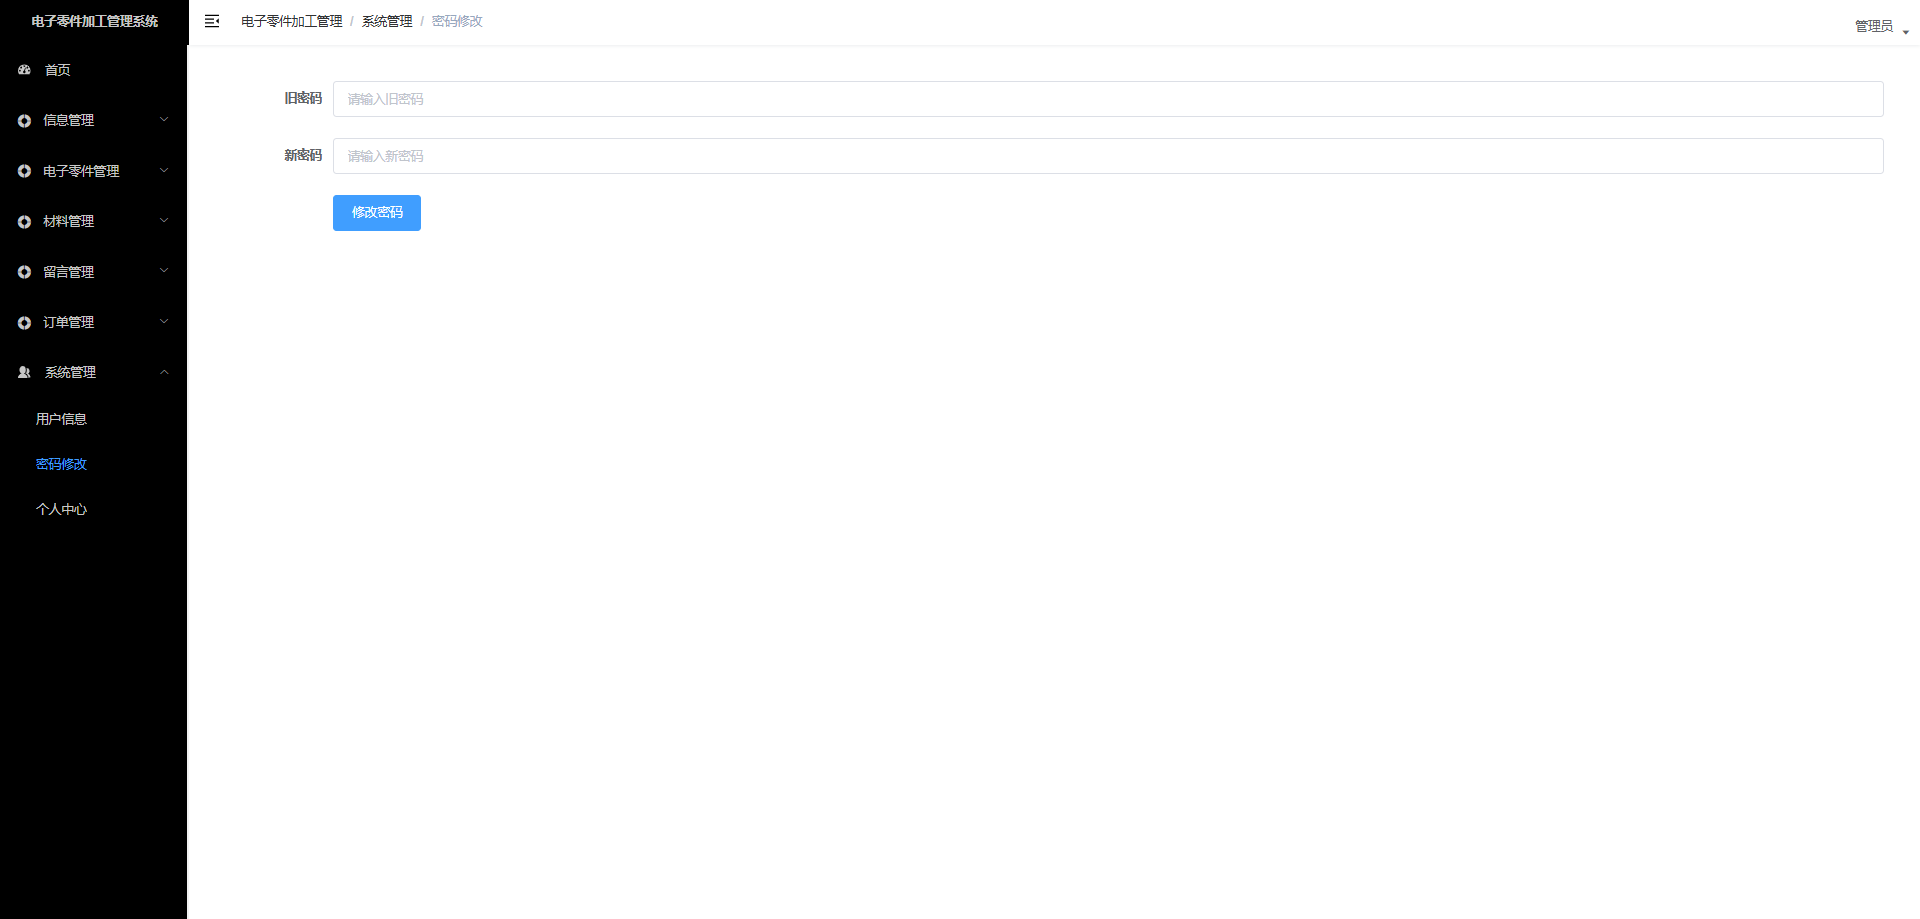 电子零件加工管理系统
电子零件加工管理 / 系统管理 / 密码修改
管理员
首页
信息管理
电子零件管理
材料管理
留言管理
订单管理
系统管理
用户信息
密码修改
个人中心
旧密码 请输入旧密码
新密码 请输入新密码
修改密码